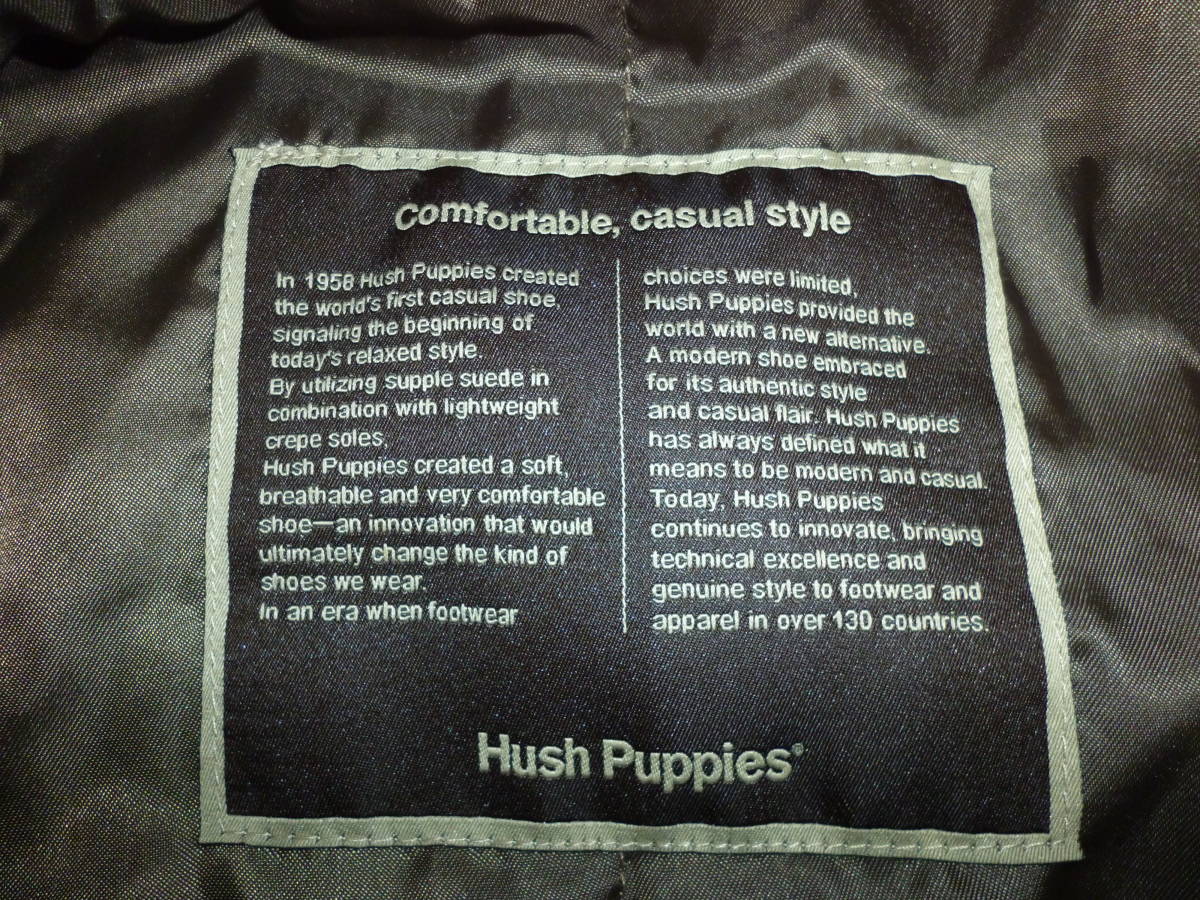 Comfortable, casual style
In 1958 Hush Puppies created
the world's first casual shoe,
signaling the beginning of
today's relaxed style.
By utilizing supple suede in
combination with lightweight
crepe soles,
Hush Puppies created a soft,
breathable and very comfortable
shoe—an innovation that would
ultimately change the kind of
shoes we wear.
In an era when footwear
choices were limited,
Hush Puppies provided the
world with a new alternative.
A modern shoe embraced
for its authentic style
and casual flair. Hush Puppies
has always defined what it
means to be modern and casual.
Today, Hush Puppies
continues to innovate, bringing
technical excellence and
genuine style to footwear and
apparel in over 130 countries.
Hush Puppies®